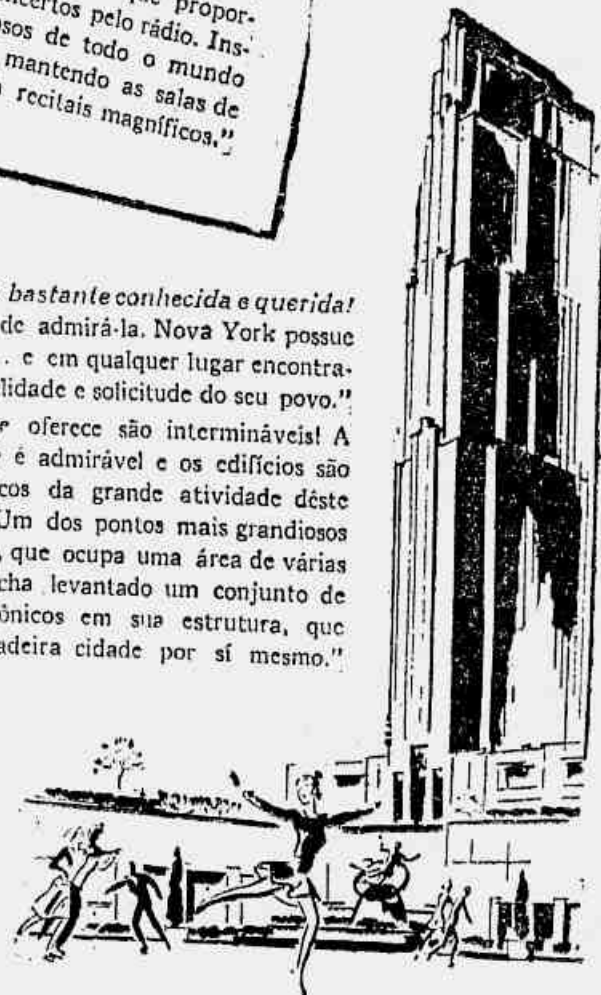 propor-
certos pelo rádio. Ins-
sos de todo o mundo
mantendo as salas de
recitais magníficos."
bastante conhecida e querida!
de admirá-la. Nova York possue
.. e em qualquer lugar encontra-
lidade e solicitude do seu povo."
oferece são intermináveis! A
é admirável e os edifícios são
cos da grande atividade dêste
Um dos pontos mais grandiosos
, que ocupa uma área de várias
cha levantado um conjunto de
ônicos em sua estrutura, que
adeira cidade por sí mesmo."